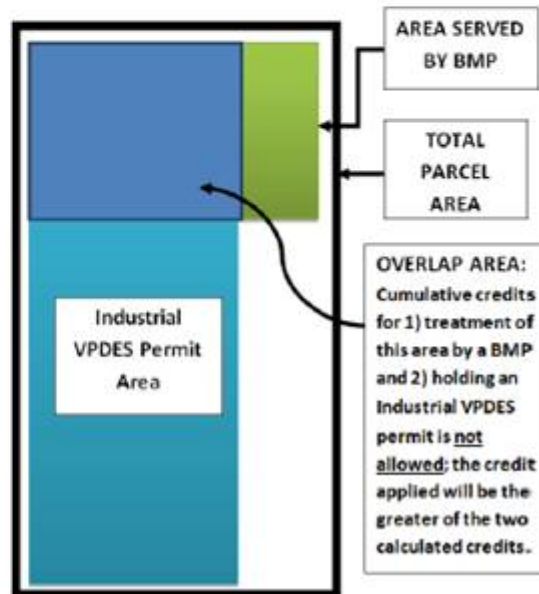 AREA SERVED
BY BMP
TOTAL
PARCEL
AREA
Industrial
VPDES Permit
Area
OVERLAP AREA:
Cumulative credits
for 1) treatment of
this area by a BMP
and 2) holding an
Industrial VPDES
permit is not
allowed; the credit
applied will be the
greater of the two
calculated credits.